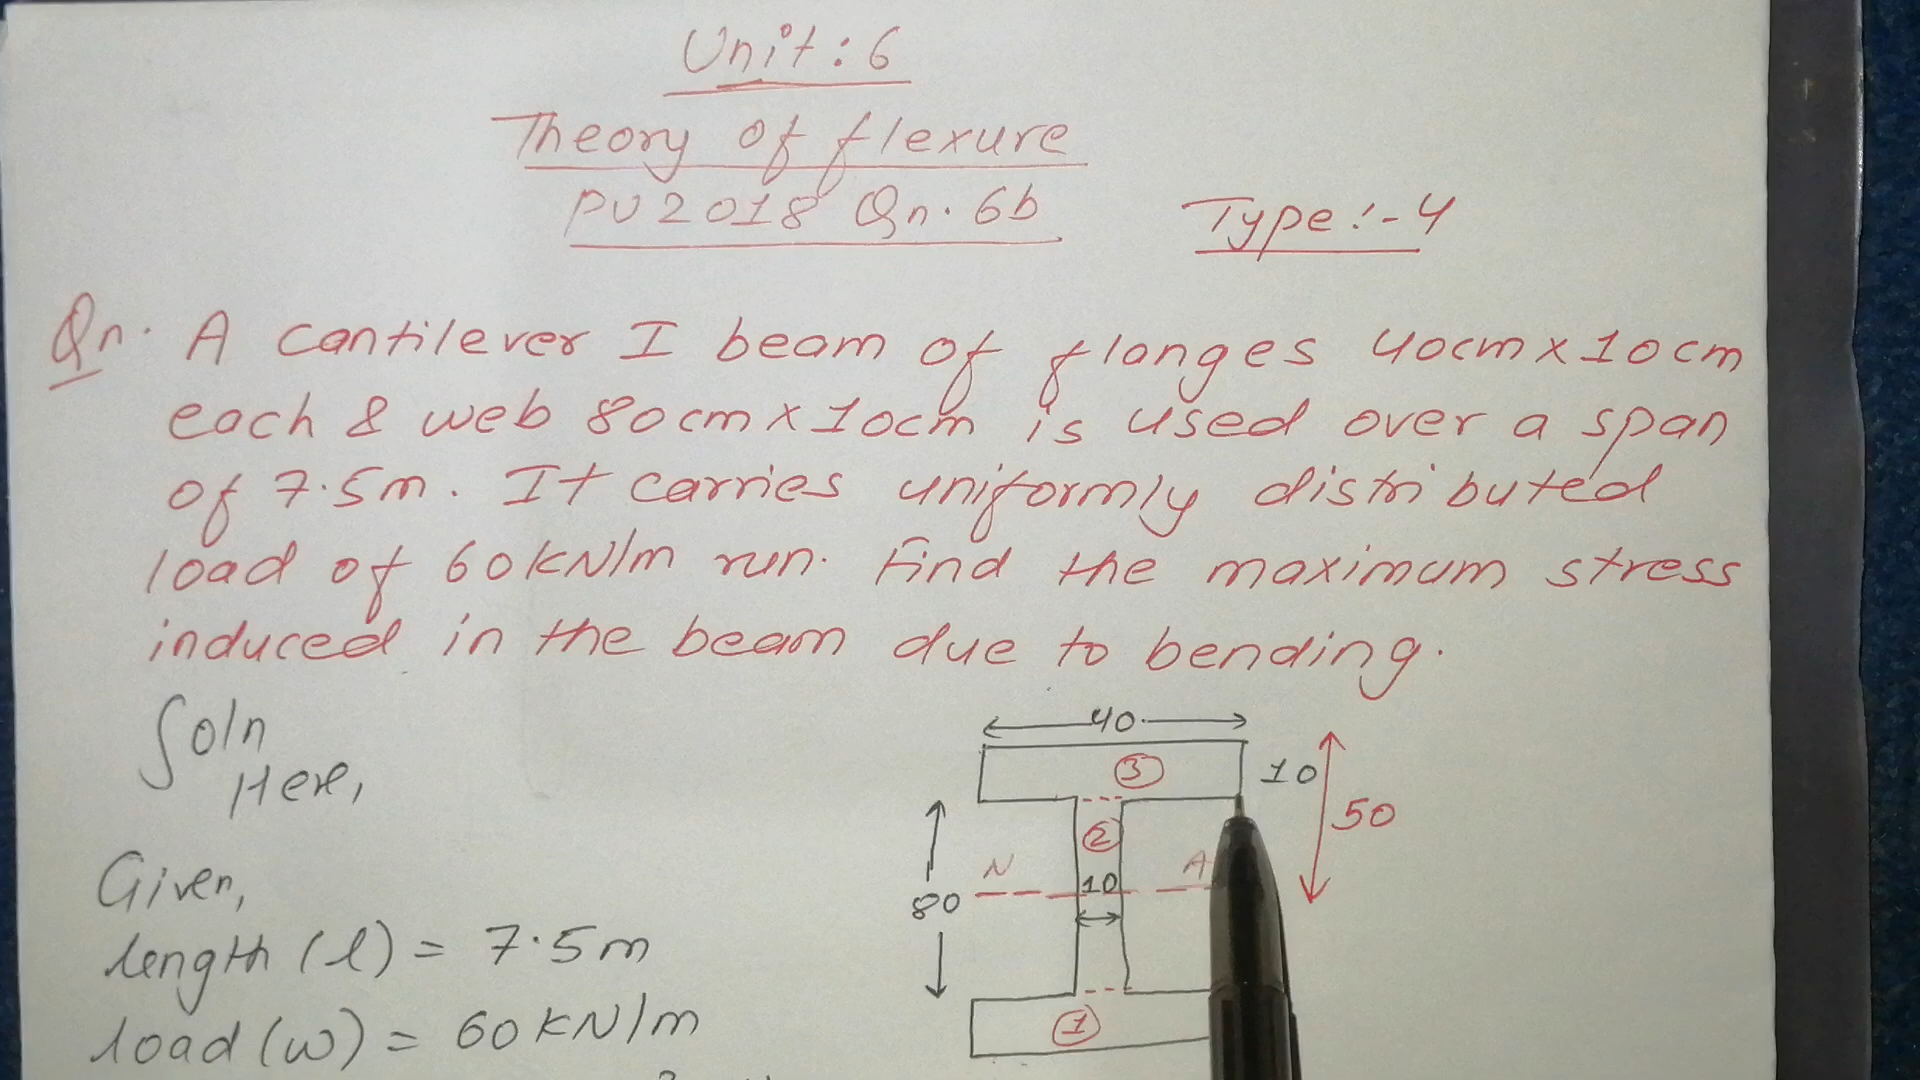 Unit: 6
Theory of flexure
PU 2018 Qn. 6b
Type:-4
Qn. A cantilever I beam of flanges 40cm x 10cm
each & web 80cm x 10cm is used over a span
of 7.5m. It carries uniformly distributed
load of 60KN/m run. Find the maximum stress
induced in the beam due to bending.
Soln
Here,
Given,
length (l) = 7.5m
load (w) = 60KN/m
40
3
10
50
2
N
A
10
80
1